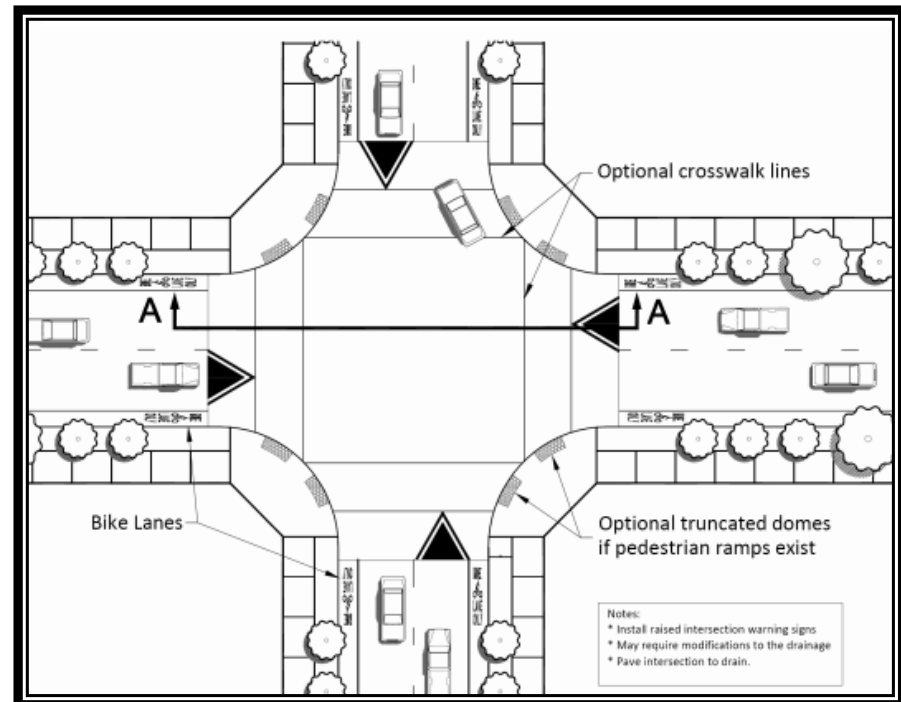 Optional crosswalk lines
A
A
Bike Lanes
Optional truncated domes
if pedestrian ramps exist
Notes:
* Install raised intersection warning signs
* May require modifications to the drainage
* Pave intersection to drain.